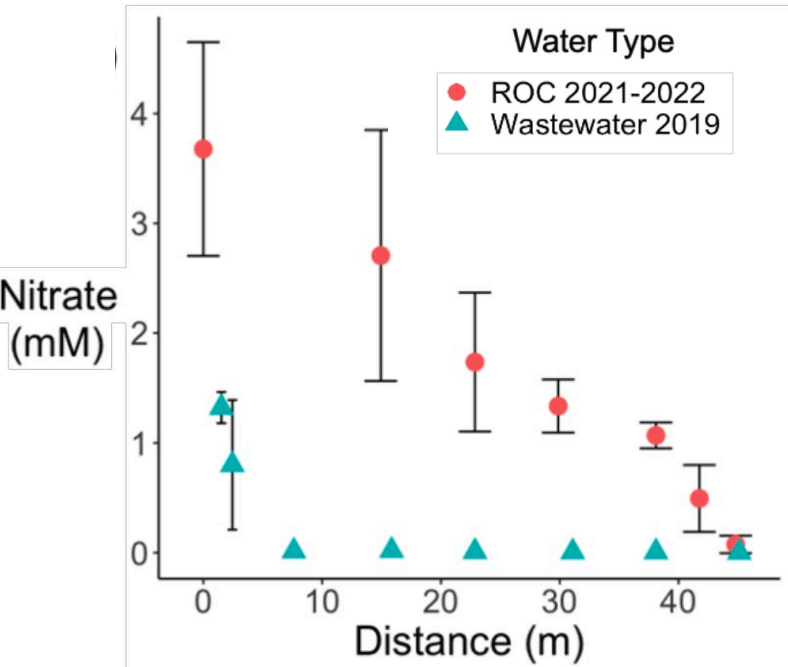 Water Type
ROC 2021-2022
Wastewater 2019
4
3
2
1
0
Nitrate
(mM)
0 10 20 30 40
Distance (m)